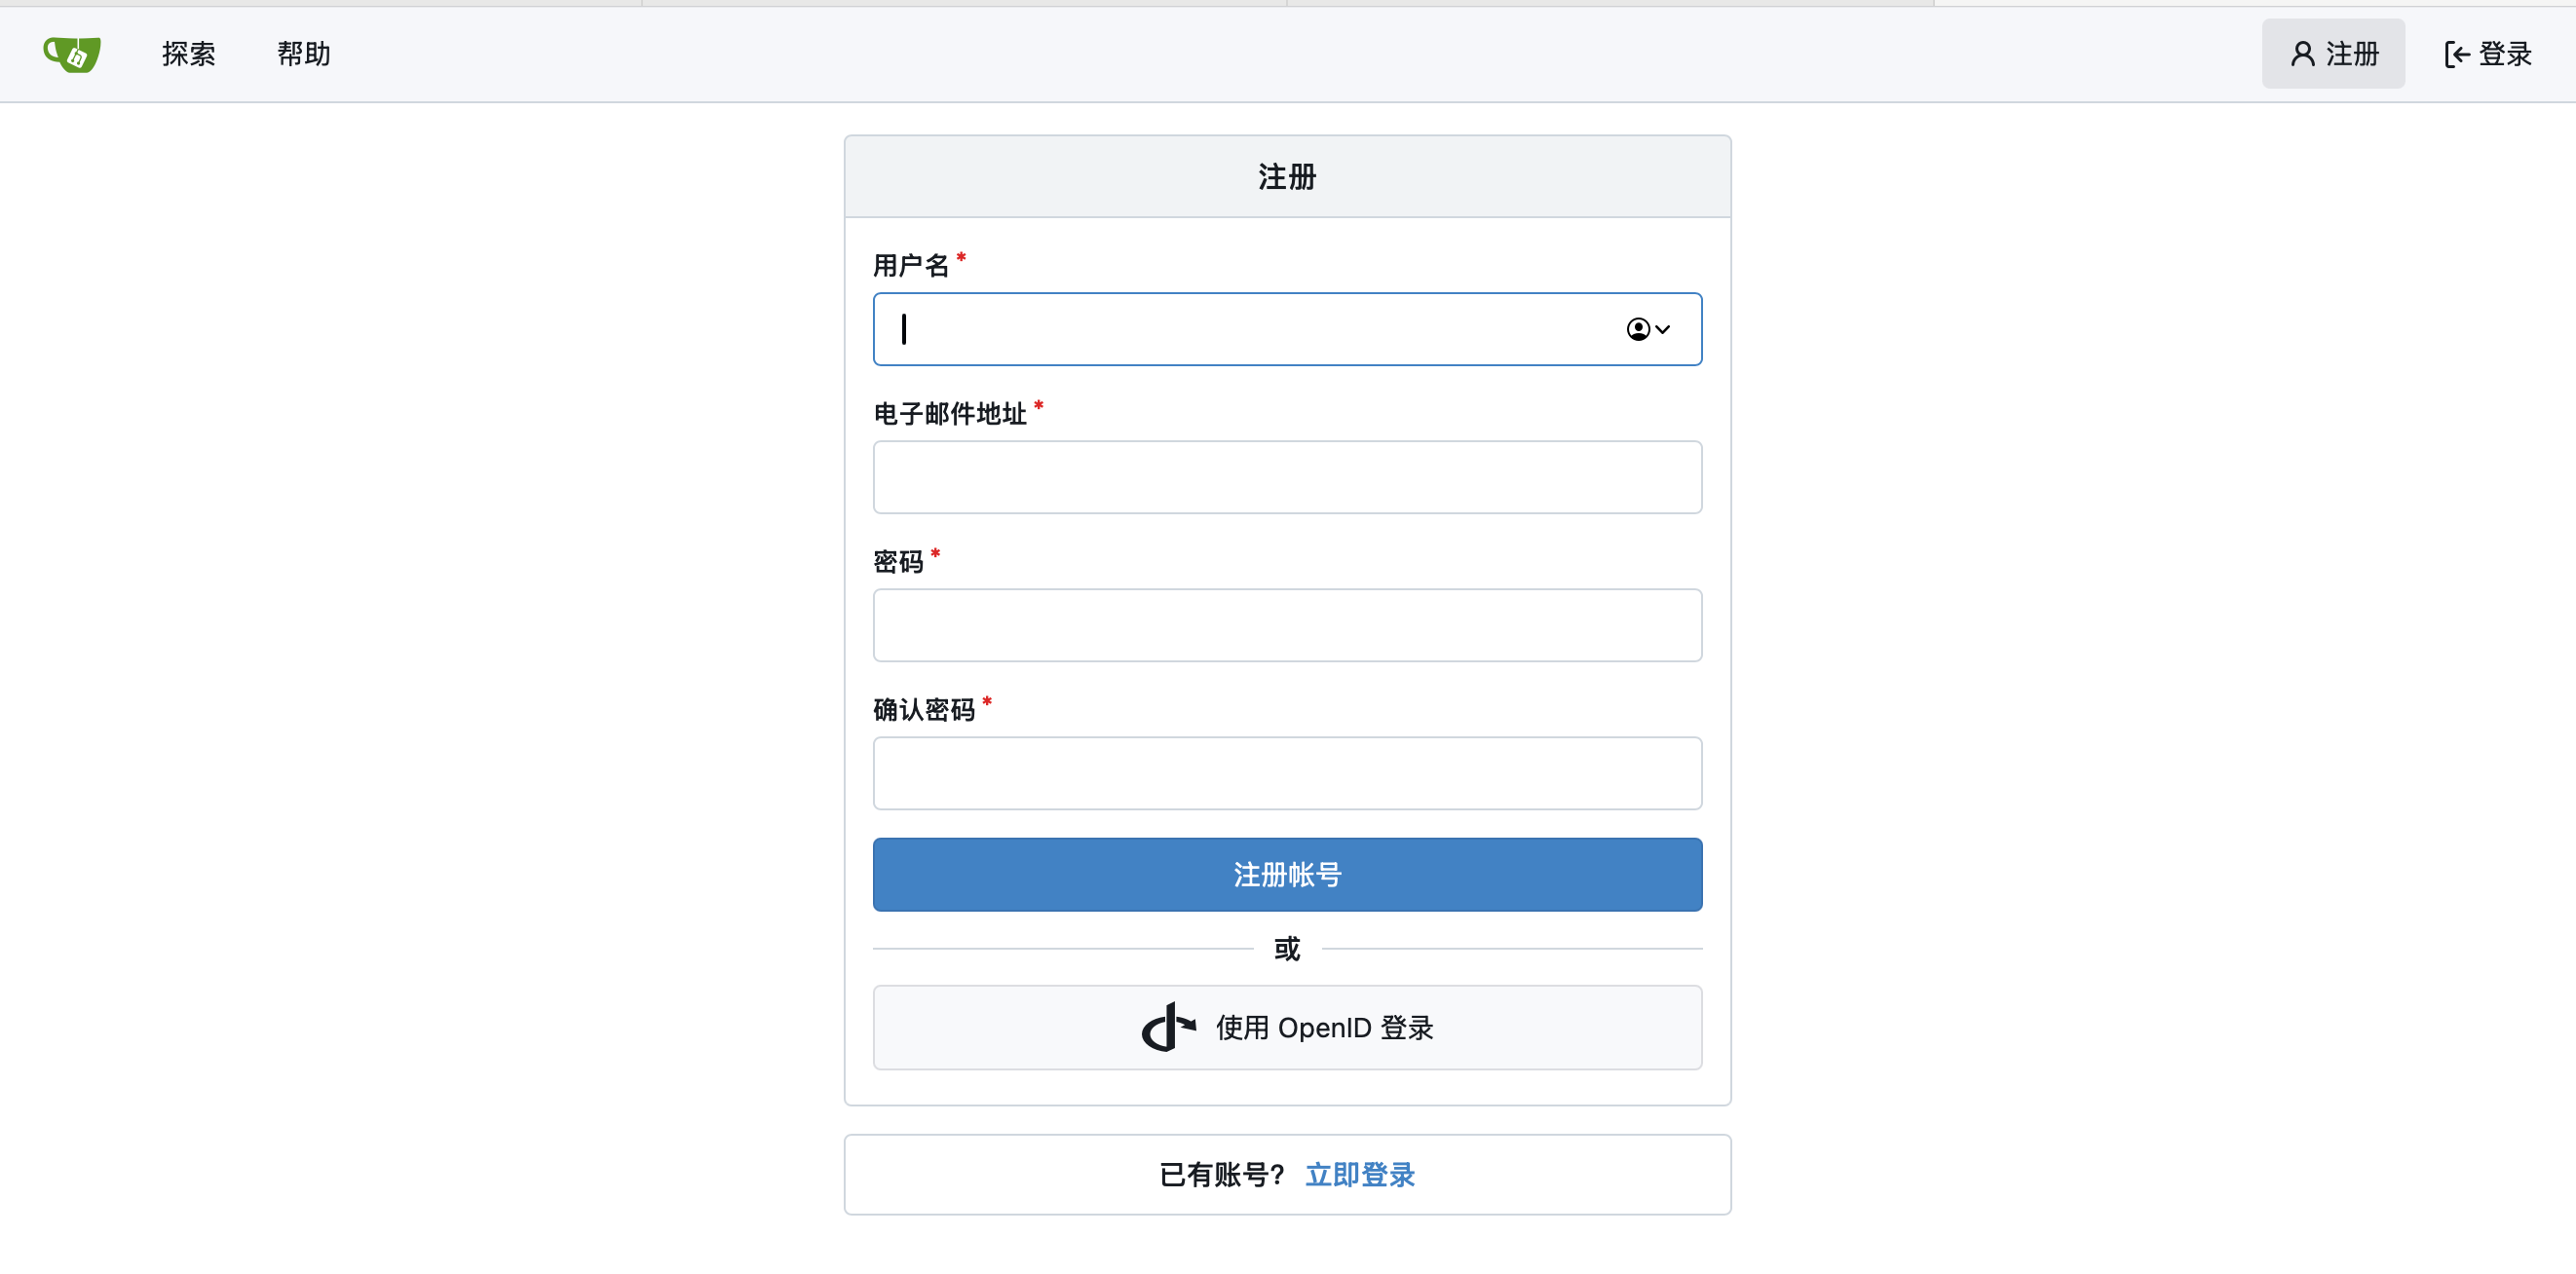 探索 帮助 注册 登录
注册
用户名 *
电子邮件地址 *
密码 *
确认密码 *
注册帐号
或
使用 OpenID 登录
已有账号? 立即登录